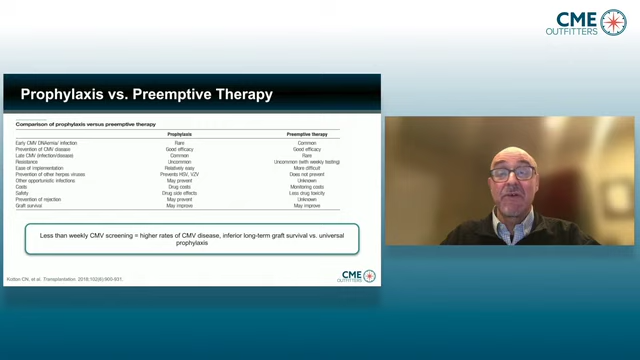 CME
OUTFITTERS
Prophylaxis vs. Preemptive Therapy
Comparison of prophylaxis versus preemptive therapy
Prophylaxis Preemptive therapy
Early CMV DNAemia/ infection Rare Common
Prevention of CMV disease Good efficacy Good efficacy
Late CMV (infection/disease) Common Rare
Resistance Uncommon Uncommon (with weekly testing)
Ease of implementation Relatively easy More difficult
Prevention of other herpes viruses Prevents HSV, VZV Does not prevent
Other opportunistic infections May prevent Unknown
Costs Drug costs Monitoring costs
Safety Drug side effects Less drug toxicity
Prevention of rejection May prevent Unknown
Graft survival May improve May improve
Less than weekly CMV screening = higher rates of CMV disease, inferior long-term graft survival vs. universal
prophylaxis
Kotton CN, et al. Transplantation. 2018;102(6):900-931.
CME
OUTFITTERS